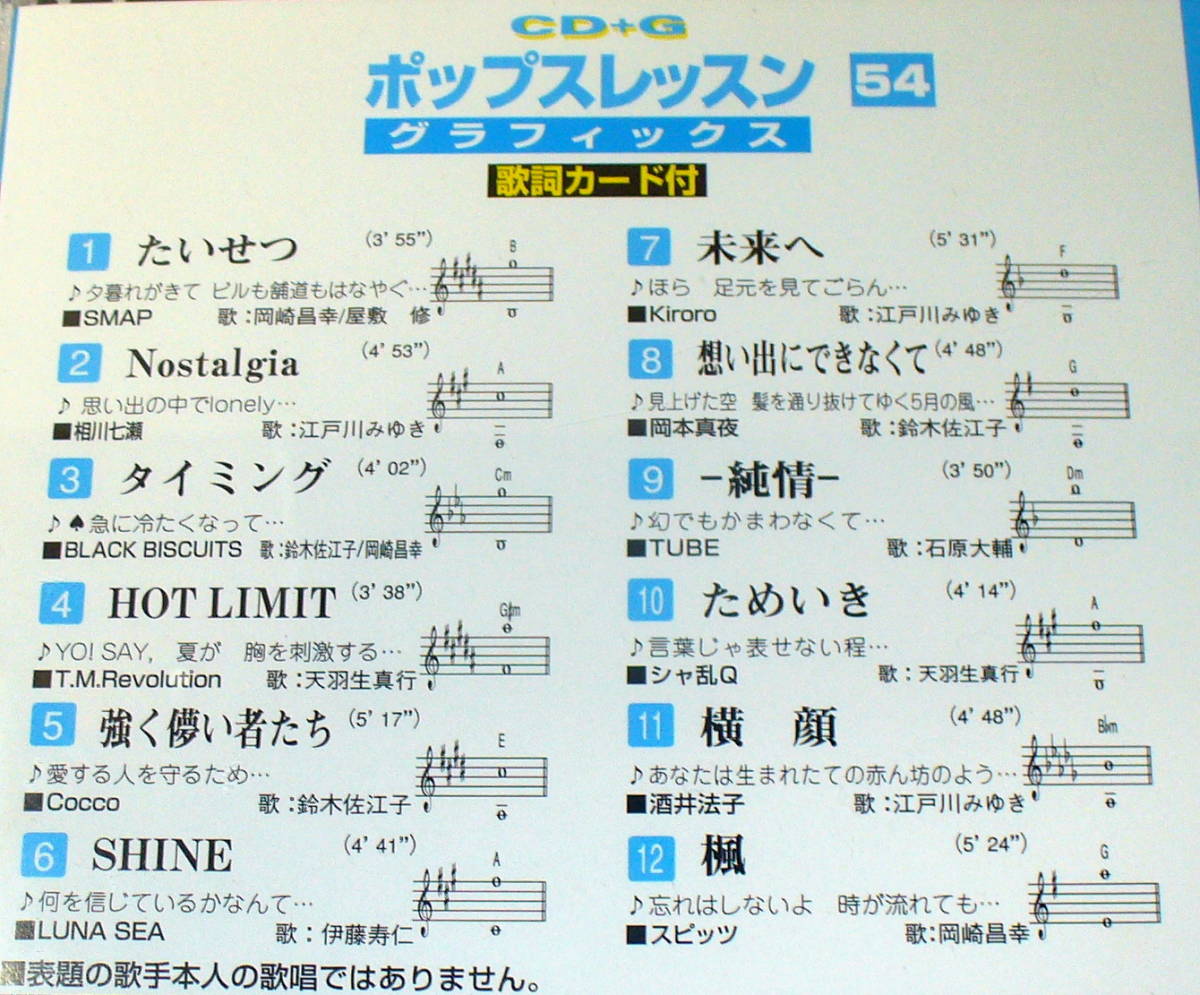 CD+G
ポップスレッスン 54
グラフィックス
歌詞カード付
1 たいせつ (3'55”)
B
♪夕暮れがきて ビルも舗道もはなやぐ…
■SMAP 歌：岡崎昌幸/屋敷 修
2 Nostalgia (4'53”)
A
♪ 思い出の中でlonely…
■相川七瀬 歌：江戸川みゆき
3 タイミング (4'02”)
Cm
♪♠急に冷たくなって…
■BLACK BISCUITS 歌：鈴木佐江子/岡崎昌幸
4 HOT LIMIT (3'38”)
G♯m
♪YO! SAY, 夏が 胸を刺激する…
■T.M.Revolution 歌：天羽生真行
5 強く儚い者たち (5'17”)
E
♪愛する人を守るため…
■Cocco 歌：鈴木佐江子
6 SHINE (4'41”)
A
♪何を信じているかなんて…
■LUNA SEA 歌：伊藤寿仁
7 未来へ (5'31”)
F
♪ほら 足元を見てごらん…
■Kiroro 歌：江戸川みゆき
8 想い出にできなくて (4'48”)
G
♪見上げた空 髪を通り抜けてゆく5月の風…
■岡本真夜 歌：鈴木佐江子
9 －純情－ (3'50”)
Dm
♪幻でもかまわなくて…
■TUBE 歌：石原大輔
10 ためいき (4'14”)
A
♪言葉じゃ表せない程…
■シャ乱Q 歌：天羽生真行
11 横 顔 (4'48”)
B♭m
♪あなたは生まれたての赤ん坊のよう…
■酒井法子 歌：江戸川みゆき
12 楓 (5'24”)
G
♪忘れはしないよ 時が流れても…
■スピッツ 歌：岡崎昌幸
■表題の歌手本人の歌唱ではありません。